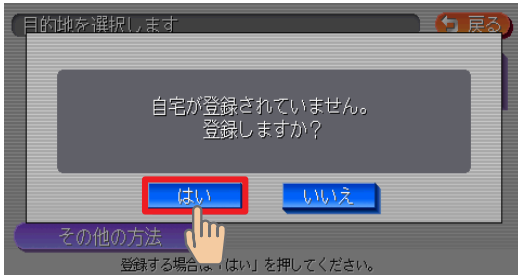 目的地を選択します
戻る
自宅が登録されていません。
登録しますか？
はい
いいえ
その他の方法
登録する場合は「はい」を押してください。